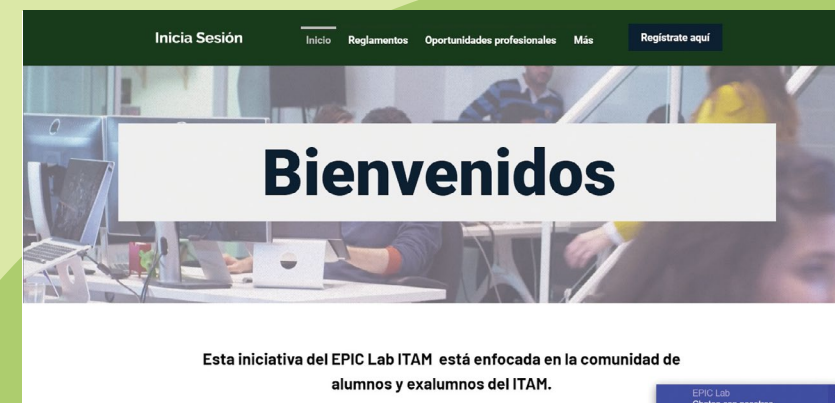 Inicia Sesión
Inicio Reglamentos Oportunidades profesionales Más
Regístrate aquí
Bienvenidos
Esta iniciativa del EPIC Lab ITAM está enfocada en la comunidad de
alumnos y exalumnos del ITAM.
EPIC Lab